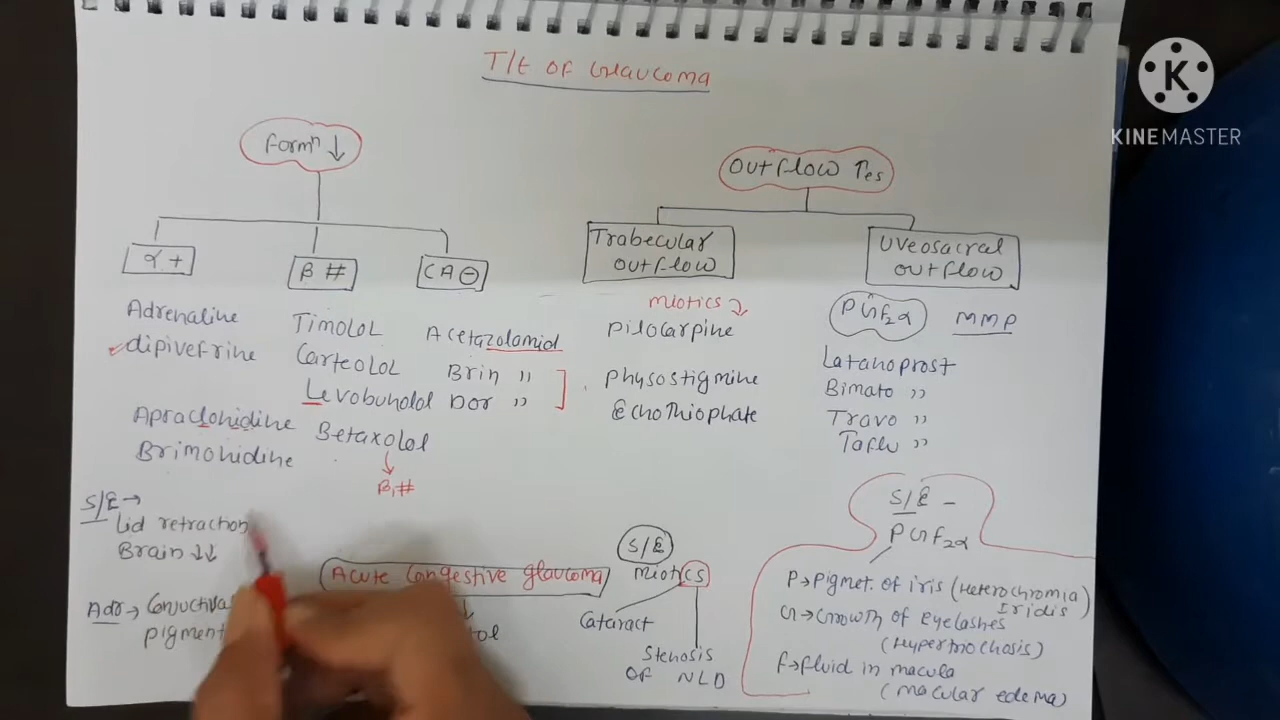 T/t OF Glaucoma
Formⁿ ↓
α +
β #
CA ⊖
Adrenaline
dipivefrine
Apraclonidine
Brimonidine
S/E →
Lid retraction
Brain ↓↓
Adr → Conjuctival
pigment
Timolol
Carteolol
Levobunolol
Betaxolol
β₁ #
Acetazolamid
Brin "
Dor "
Acute Congestive glaucoma
OutFlow ↑es
Trabecular
outflow
Miotics
Pilocarpine
Physostigmine
Echothiophate
S/E
Miotics
Cataract
Stenosis
OF NLD
Uveosacral
outflow
PGF₂α
MMP
Latanoprost
Bimato "
Travo "
Taflu "
S/E -
PGF₂α
P → Pigmet. of iris (Heterochromia
Iridis)
G → Growth of Eyelashes
(Hypertrichosis)
F → fluid in macula
(macular edema)
K
KINEMASTER